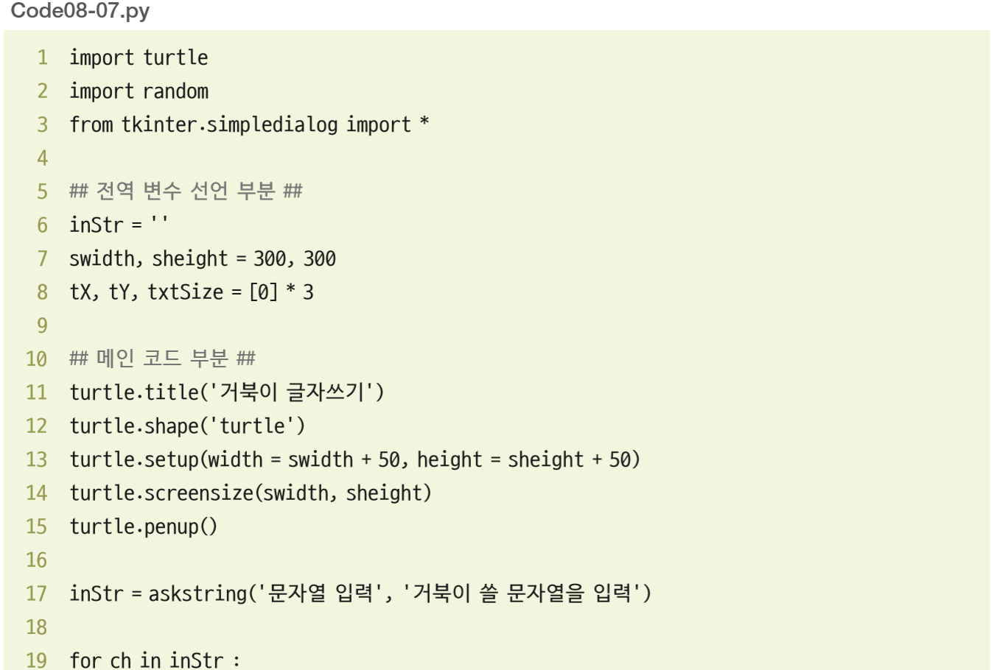 Code08-07.py
1 import turtle
2 import random
3 from tkinter.simpledialog import *
4
5 ## 전역 변수 선언 부분 ##
6 inStr = ''
7 swidth, sheight = 300, 300
8 tX, tY, txtSize = [0] * 3
9
10 ## 메인 코드 부분 ##
11 turtle.title('거북이 글자쓰기')
12 turtle.shape('turtle')
13 turtle.setup(width = swidth + 50, height = sheight + 50)
14 turtle.screensize(swidth, sheight)
15 turtle.penup()
16
17 inStr = askstring('문자열 입력', '거북이 쓸 문자열을 입력')
18
19 for ch in inStr :